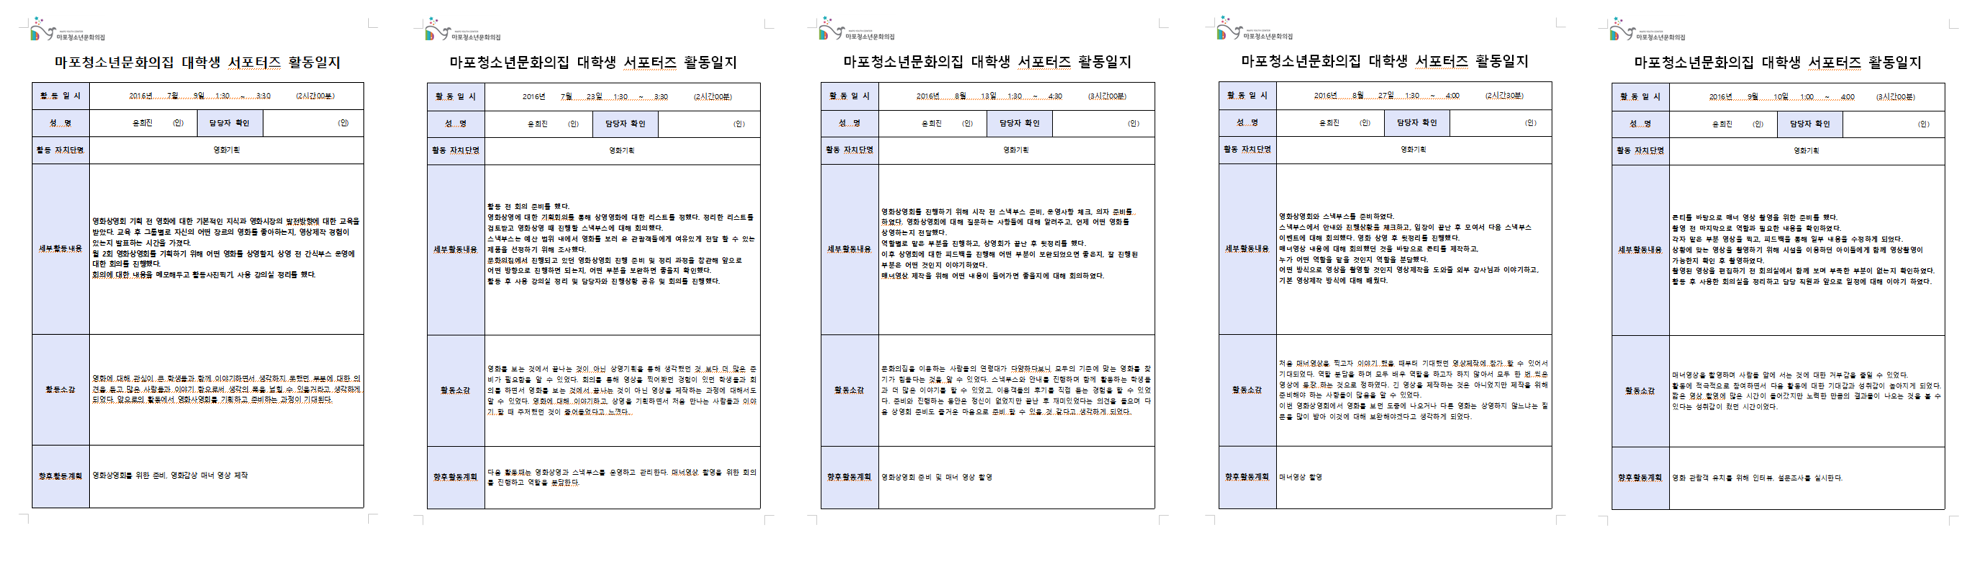 마포청소년문화의집
마포청소년문화의집 대학생 서포터즈 활동일지
활 동 일 시 2016년 7월 9일 1:30 ~ 3:30 (2시간00분)
성 명 윤희진 (인) 담당자 확인 (인)
활동 자치단명 영화기획
세부활동내용
영화상영회 기획 전 영화에 대한 기본적인 지식과 영화시장의 발전방향에 대한 교육을
받았다. 교육 후 그룹별로 자신의 어떤 장르의 영화를 좋아하는지, 영상제작 경험이
있는지 발표하는 시간을 가졌다.
월 2회 영화상영회를 기획하기 위해 어떤 영화를 상영할지, 상영 전 간식부스 운영에
대한 회의를 진행했다.
회의에 대한 내용을 메모해두고 활동사진찍기, 사용 강의실 정리를 했다.
활동소감
영화에 대해 관심이 큰 학생들과 함께 이야기하면서 생각하지 못했던 부분에 대한 의
견을 듣고 많은 사람들과 이야기 함으로서 생각의 폭을 넓힐 수 있을거라고 생각하게
되었다. 앞으로의 활동에서 영화상영회를 기획하고 준비하는 과정이 기대된다.
향후활동계획 영화상영회를 위한 준비, 영화감상 매너 영상 제작
마포청소년문화의집
마포청소년문화의집 대학생 서포터즈 활동일지
활 동 일 시 2016년 7월 23일 1:30 ~ 3:30 (2시간00분)
성 명 윤희진 (인) 담당자 확인 (인)
활동 자치단명 영화기획
세부활동내용
활동 전 회의 준비를 했다.
영화상영에 대한 기획회의를 통해 상영영화에 대한 리스트를 정했다. 정리한 리스트를
검토받고 영화상영 때 진행할 스낵부스에 대해 회의했다.
스낵부스는 예산 범위 내에서 영화를 보러 온 관람객들에게 여유있게 전달 할 수 있는
제품을 선정하기 위해 조사했다.
문화의집에서 진행되고 있던 영화상영회 진행 준비 및 정리 과정을 참관해 앞으로
어떤 방향으로 진행하면 되는지, 어떤 부분을 보완하면 좋을지 확인했다.
활동 후 사용 강의실 정리 및 담당자와 진행상황 공유 및 회의를 진행했다.
활동소감
영화를 보는 것에서 끝나는 것이 아닌 상영기획을 통해 생각했던 것 보다 더 많은 준
비가 필요함을 알 수 있었다. 회의를 통해 영상을 찍어봤던 경험이 있던 학생들과 회
의를 하면서 영화를 보는 것에서 끝나는 것이 아닌 영상을 제작하는 과정에 대해서도
알 수 있었다. 영화에 대해 이야기하고, 상영을 기획하면서 처음 만나는 사람들과 이야
기 할 때 주저했던 것이 줄어들었다고 느꼈다.
향후활동계획
다음 활동때는 영화상영과 스낵부스를 운영하고 관리한다. 매너영상 촬영을 위한 회의
를 진행하고 역할을 분담한다.
마포청소년문화의집
마포청소년문화의집 대학생 서포터즈 활동일지
활 동 일 시 2016년 8월 13일 1:30 ~ 4:30 (3시간00분)
성 명 윤희진 (인) 담당자 확인 (인)
활동 자치단명 영화기획
세부활동내용
영화상영회를 진행하기 위해 시작 전 스낵부스 준비, 운영사항 체크, 의자 준비를
하였다. 영화상영회에 대해 질문하는 사람들에 대해 알려주고, 언제 어떤 영화를
상영하는지 전달했다.
역할별로 맡은 부분을 진행하고, 상영회가 끝난 후 뒷정리를 했다.
이후 상영회에 대한 피드백을 진행해 어떤 부분이 보완되었으면 좋은지, 잘 진행된
부분은 어떤 것인지 이야기하였다.
매너영상 제작을 위해 어떤 내용이 들어가면 좋을지에 대해 회의하였다.
활동소감
문화의집을 이용하는 사람들의 연령대가 다양하다보니 모두의 기준에 맞는 영화를 찾
기가 힘들다는 것을 알 수 있었다. 스낵부스와 안내를 진행하며 함께 활동하는 학생들
과 더 많은 이야기를 할 수 있었고, 이용객들의 후기를 직접 듣는 경험을 할 수 있었
다. 준비와 진행하는 동안은 정신이 없었지만 끝난 후 재미있었다는 의견을 들으며 다
음 상영회 준비도 즐거운 마음으로 준비 할 수 있을 것 같다고 생각하게 되었다.
향후활동계획 영화상영회 준비 및 매너 영상 촬영
마포청소년문화의집
마포청소년문화의집 대학생 서포터즈 활동일지
활 동 일 시 2016년 8월 27일 1:30 ~ 4:00 (2시간30분)
성 명 윤희진 (인) 담당자 확인 (인)
활동 자치단명 영화기획
세부활동내용
영화상영회와 스낵부스를 준비하였다.
스낵부스에서 안내와 진행상황을 체크하고, 입장이 끝난 후 모여서 다음 스낵부스
이벤트에 대해 회의했다. 영화 상영 후 뒷정리를 진행했다.
매너영상 내용에 대해 회의했던 것을 바탕으로 콘티를 제작하고,
누가 어떤 역할을 맡을 것인지 역할을 분담했다.
어떤 방식으로 영상을 촬영할 것인지 영상제작을 도와줄 외부 강사님과 이야기하고,
기본 영상제작 방식에 대해 배웠다.
활동소감
처음 매너영상을 찍고자 이야기 했을 때부터 기대했던 영상제작에 참가 할 수 있어서
기대되었다. 역할 분담을 하며 모두 배우 역할을 하고자 하지 않아서 모두 한 번 씩은
영상에 등장 하는 것으로 정하였다. 긴 영상을 제작하는 것은 아니었지만 제작을 위해
준비해야 하는 사항들이 많음을 알 수 있었다.
이번 영화상영회에서 영화를 보던 도중에 나오거나 다른 영화는 상영하지 않느냐는 질
문을 많이 받아 이것에 대해 보완해야겠다고 생각하게 되었다.
향후활동계획 매너영상 촬영
마포청소년문화의집
마포청소년문화의집 대학생 서포터즈 활동일지
활 동 일 시 2016년 9월 10일 1:00 ~ 4:00 (3시간00분)
성 명 윤희진 (인) 담당자 확인 (인)
활동 자치단명 영화기획
세부활동내용
콘티를 바탕으로 매너 영상 촬영을 위한 준비를 했다.
촬영 전 마지막으로 역할과 필요한 내용을 확인하였다.
각자 맡은 부분 영상을 찍고, 피드백을 통해 일부 내용을 수정하게 되었다.
상황에 맞는 영상을 촬영하기 위해 시설을 이용하던 아이들에게 함께 영상촬영이
가능한지 확인 후 촬영하였다.
촬영된 영상을 편집하기 전 회의실에서 함께 보며 부족한 부분이 없는지 확인하였다.
활동 후 사용한 회의실을 정리하고 담당 직원과 앞으로 일정에 대해 이야기 하였다.
활동소감
매너영상을 촬영하며 사람들 앞에 서는 것에 대한 거부감을 줄일 수 있었다.
활동에 적극적으로 참여하면서 다음 활동에 대한 기대감과 성취감이 높아지게 되었다.
짧은 영상 촬영에 많은 시간이 들어갔지만 노력한 만큼의 결과물이 나오는 것을 볼 수
있다는 성취감이 컸던 시간이었다.
향후활동계획 영화 관람객 유치를 위해 인터뷰, 설문조사를 실시한다.